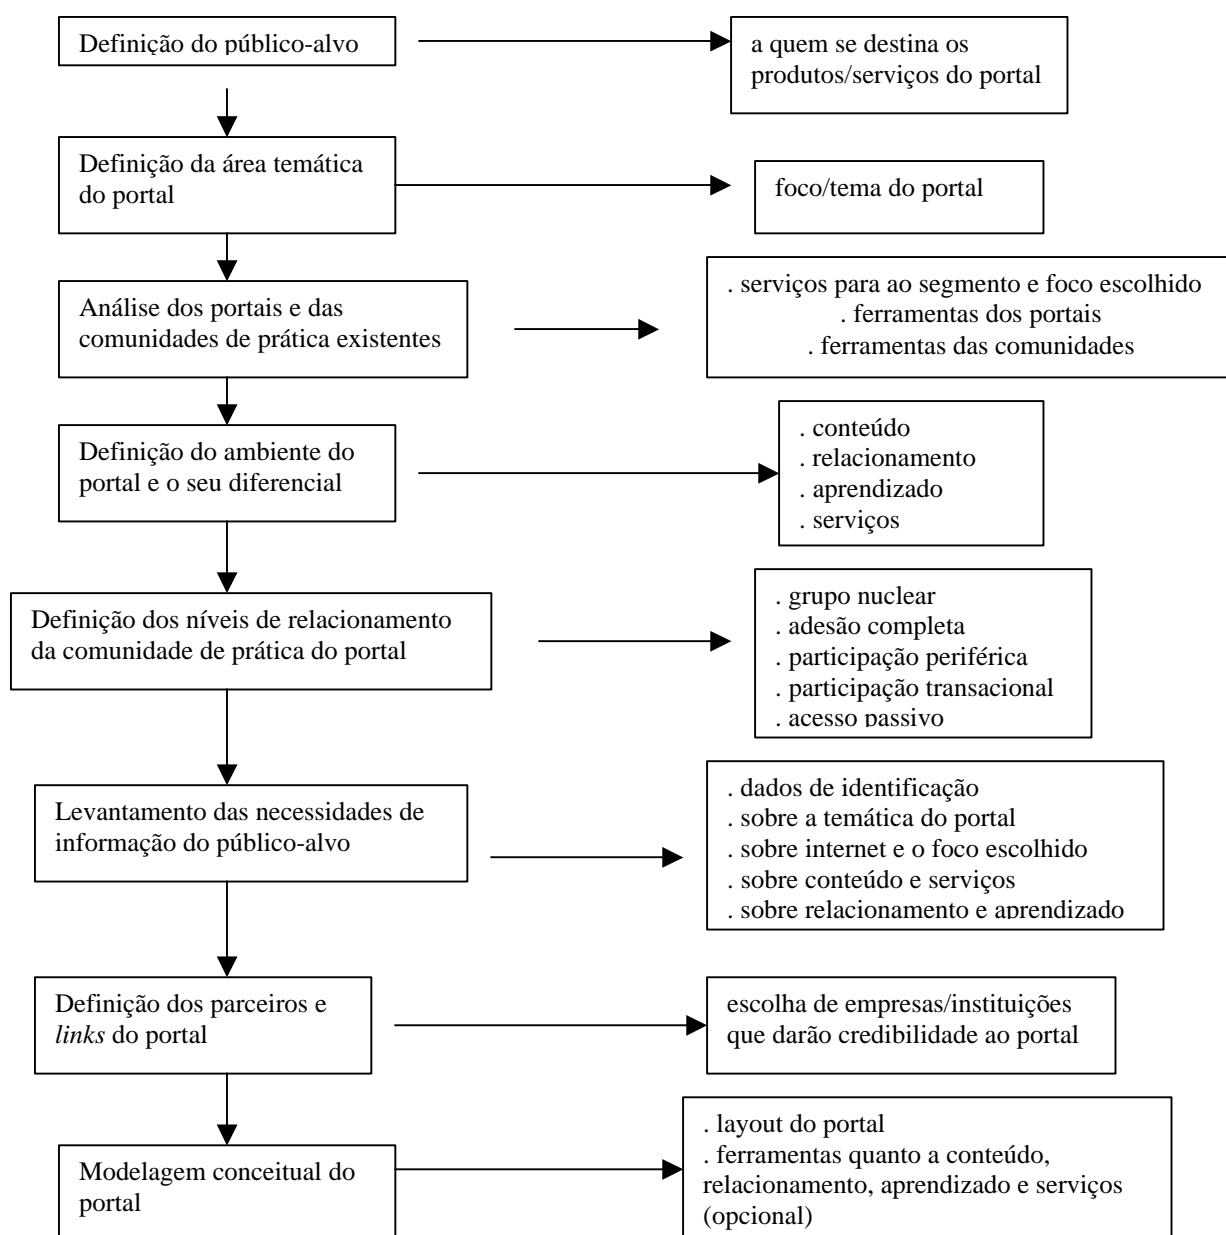 Definição do público-alvo
a quem se destina os
produtos/serviços do portal
Definição da área temática
do portal
foco/tema do portal
Análise dos portais e das
comunidades de prática existentes
. serviços para ao segmento e foco escolhido
. ferramentas dos portais
. ferramentas das comunidades
Definição do ambiente do
portal e o seu diferencial
. conteúdo
. relacionamento
. aprendizado
. serviços
Definição dos níveis de relacionamento
da comunidade de prática do portal
. grupo nuclear
. adesão completa
. participação periférica
. participação transacional
. acesso passivo
Levantamento das necessidades de
informação do público-alvo
. dados de identificação
. sobre a temática do portal
. sobre internet e o foco escolhido
. sobre conteúdo e serviços
. sobre relacionamento e aprendizado
Definição dos parceiros e
links do portal
escolha de empresas/instituições
que darão credibilidade ao portal
Modelagem conceitual do
portal
. layout do portal
. ferramentas quanto a conteúdo,
relacionamento, aprendizado e serviços
(opcional)